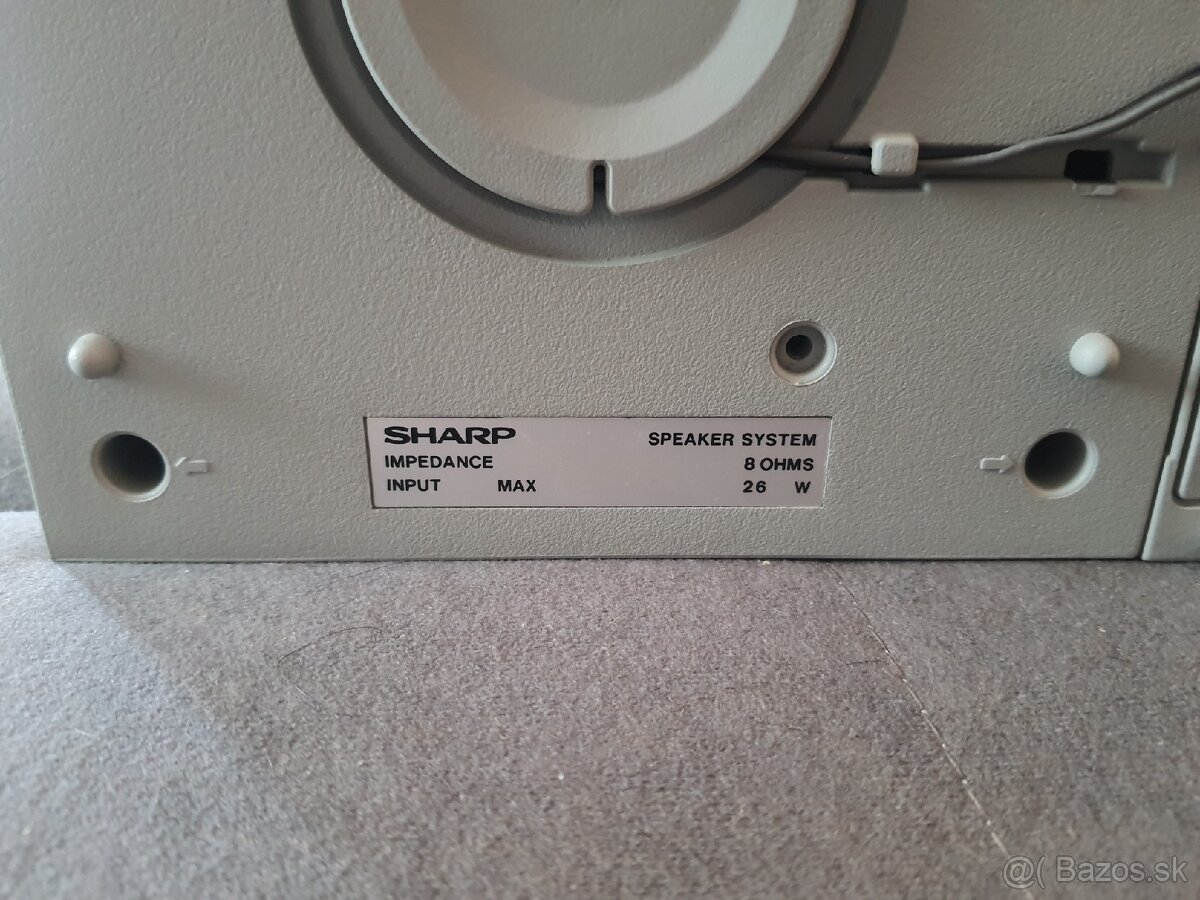 SHARP SPEAKER SYSTEM
IMPEDANCE 8 OHMS
INPUT MAX 26 W
@( Bazos.sk